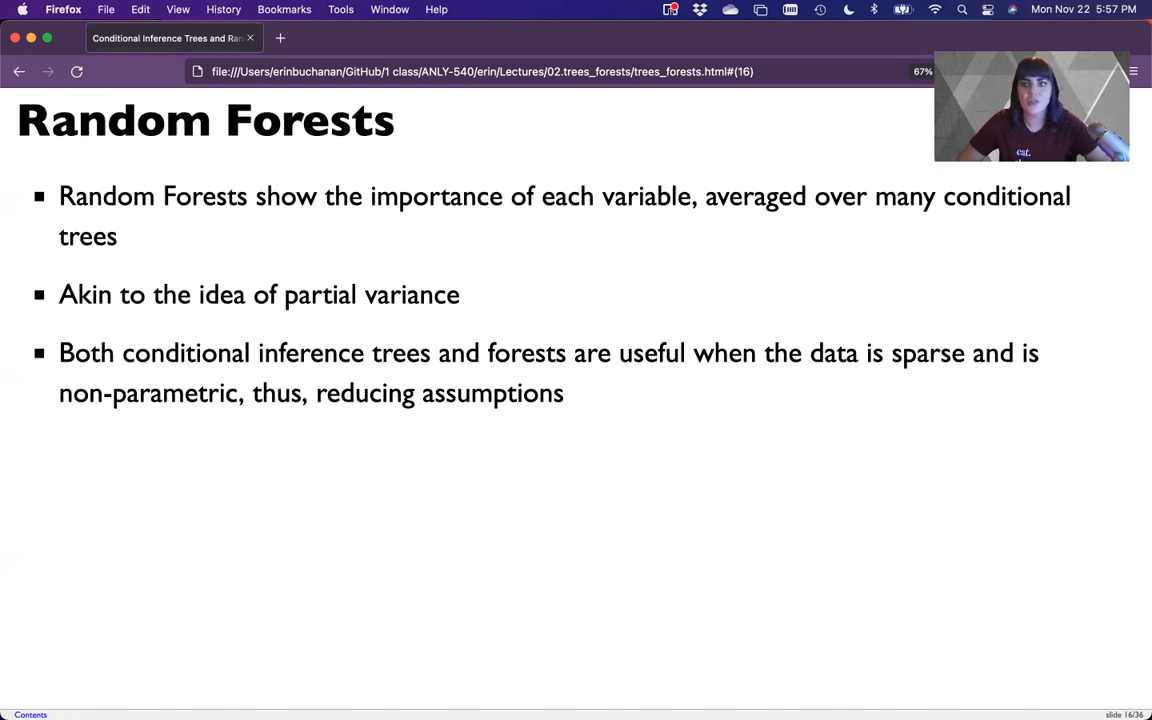 Firefox File Edit View History Bookmarks Tools Window Help Mon Nov 22 5:57 PM
Conditional Inference Trees and Ran
file:///Users/erinbuchanan/GitHub/1 class/ANLY-540/erin/Lectures/02.trees_forests/trees_forests.html#(16) 67%
Random Forests
eat.
▪ Random Forests show the importance of each variable, averaged over many conditional
trees
▪ Akin to the idea of partial variance
▪ Both conditional inference trees and forests are useful when the data is sparse and is
non-parametric, thus, reducing assumptions
Contents slide 16/36